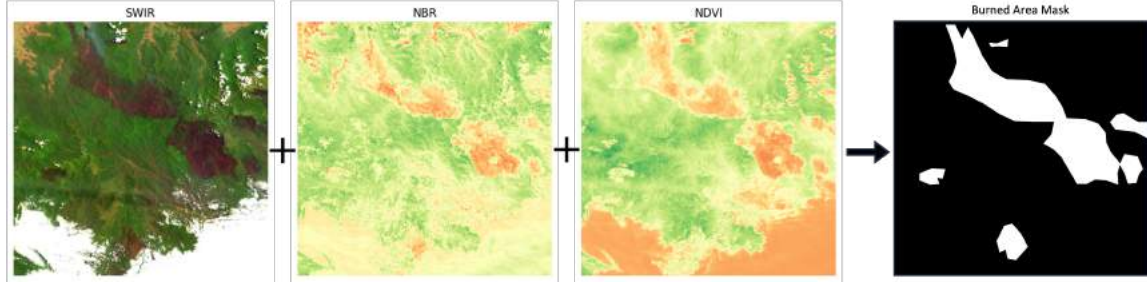 SWIR
NBR
NDVI
Burned Area Mask
+
+